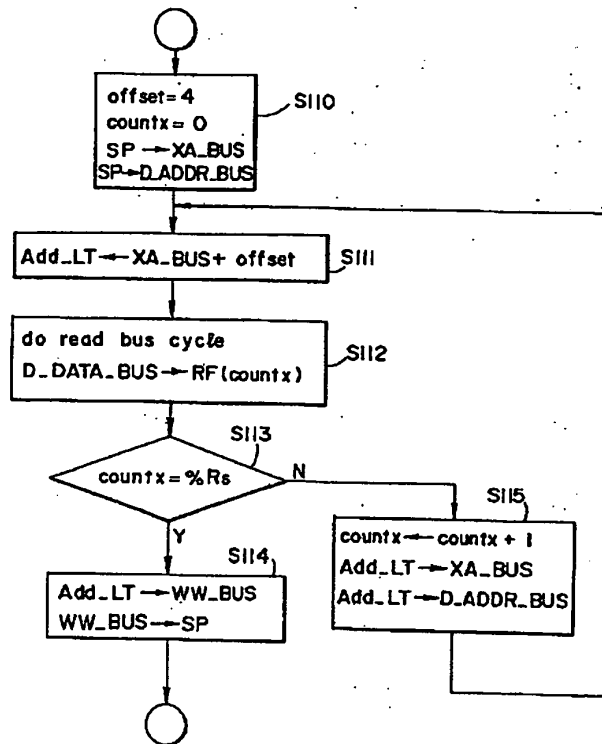 offset=4
countx=0
SP→XA_BUS
SP→D_ADDR_BUS
S110
Add_LT←XA_BUS+ offset
S111
do read bus cycle
D_DATA_BUS→RF(countx)
S112
S113
countx=%Rs
N
Y
S114
Add_LT→WW_BUS
WW_BUS→SP
S115
countx←countx + 1
Add_LT→XA_BUS
Add_LT→D_ADDR_BUS